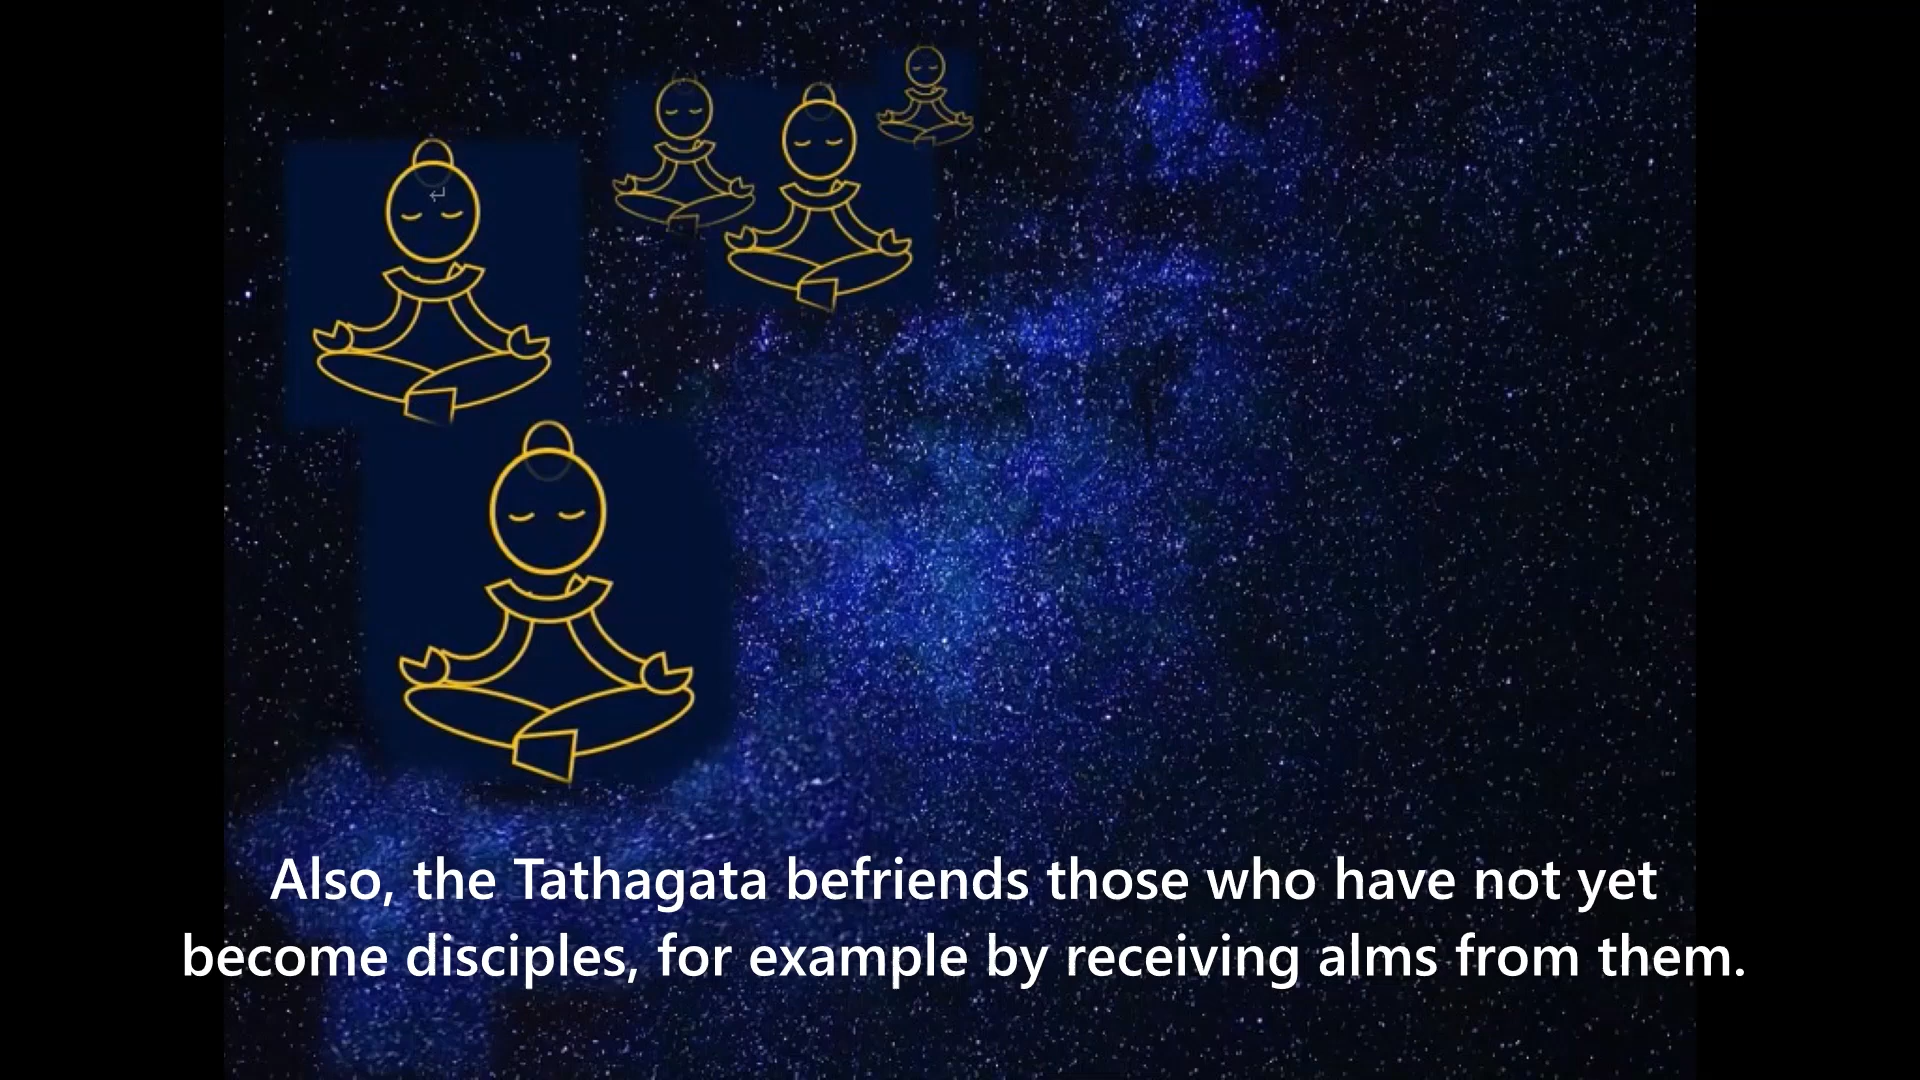 Also, the Tathagata befriends those who have not yet
become disciples, for example by receiving alms from them.